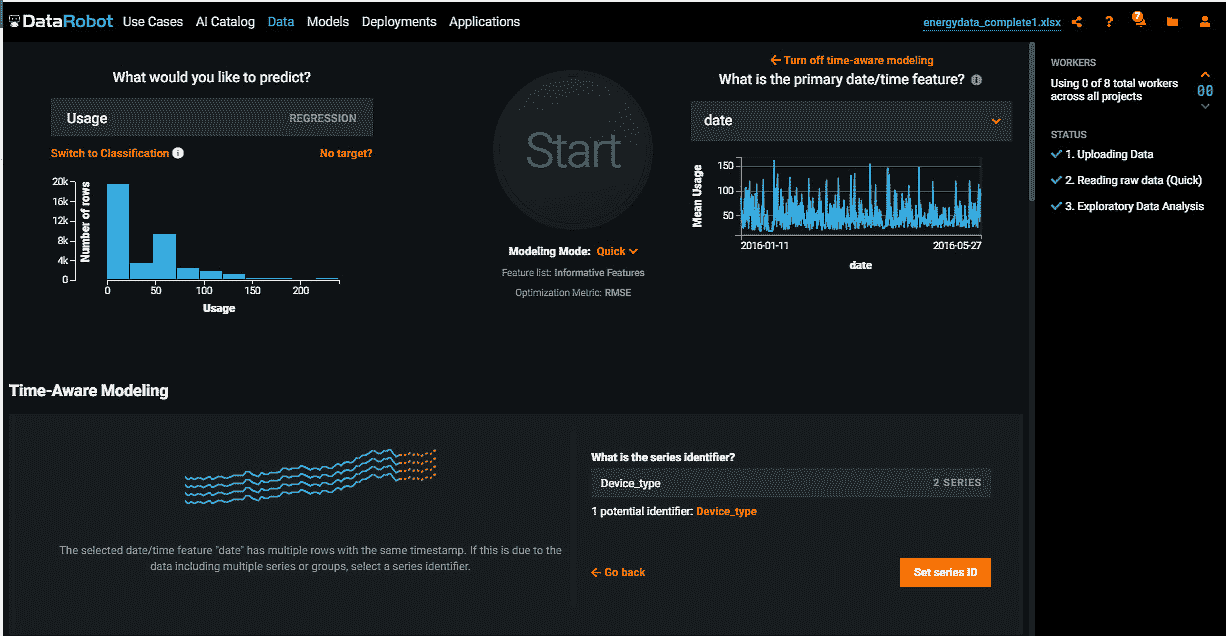 DataRobot Use Cases AI Catalog Data Models Deployments Applications energydata_complete1.xlsx ? 7
What would you like to predict?
Usage REGRESSION
Switch to Classification i No target?
Number of rows
20k
16k
12k
8k
4k
0
0 50 100 150 200
Usage
Start
Modeling Mode: Quick
Feature list: Informative Features
Optimization Metric: RMSE
Turn off time-aware modeling
What is the primary date/time feature? i
date
Mean Usage
150
100
50
2016-01-11 2016-05-27
date
WORKERS
Using 0 of 8 total workers
across all projects
00
STATUS
1. Uploading Data
2. Reading raw data (Quick)
3. Exploratory Data Analysis
Time-Aware Modeling
The selected date/time feature "date" has multiple rows with the same timestamp. If this is due to the
data including multiple series or groups, select a series identifier.
What is the series identifier?
Device_type 2 SERIES
1 potential identifier: Device_type
Go back Set series ID